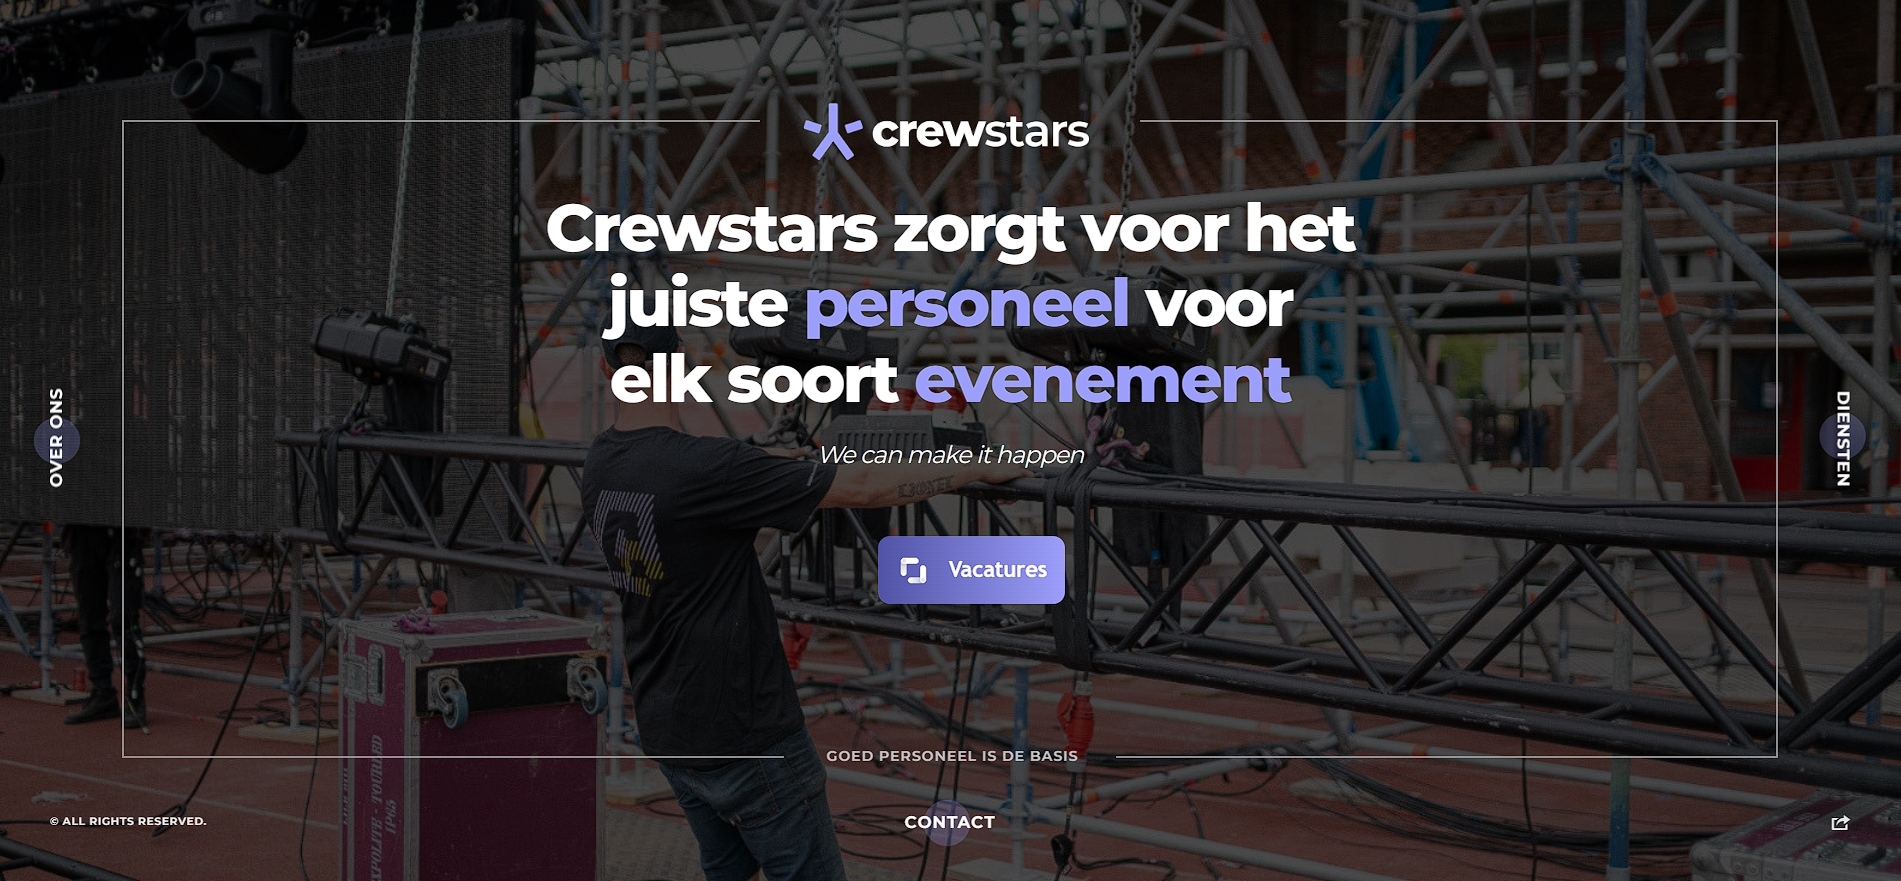 crewstars
Crewstars zorgt voor het
juiste personeel voor
elk soort evenement
We can make it happen
Vacatures
OVER ONS
DIENSTEN
GOED PERSONEEL IS DE BASIS
© ALL RIGHTS RESERVED.
CONTACT
IP65